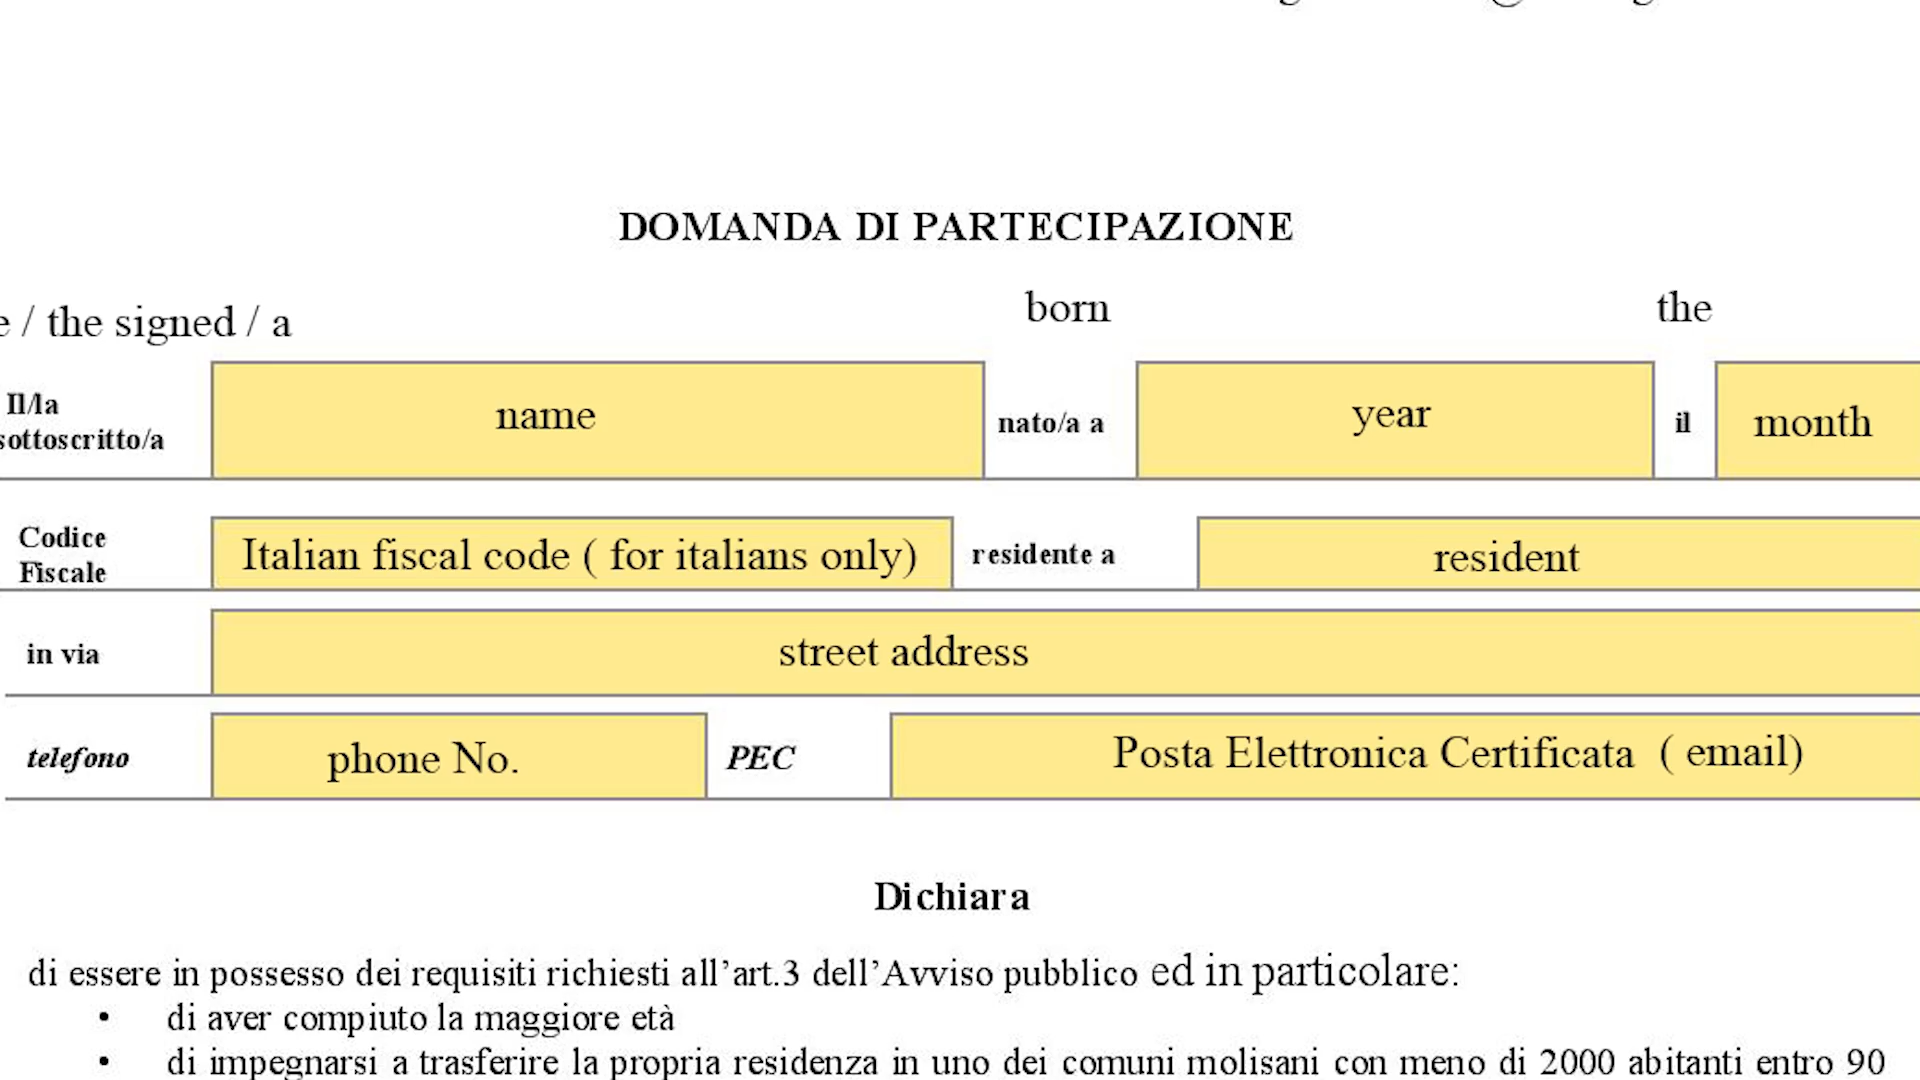 DOMANDA DI PARTECIPAZIONE
born the
/ the signed / a
Il/la
sottoscritto/a name nato/a a year il month
Codice
Fiscale Italian fiscal code ( for italians only) residente a resident
in via street address
telefono phone No. PEC Posta Elettronica Certificata ( email)
Dichiara
di essere in possesso dei requisiti richiesti all’art.3 dell’Avviso pubblico ed in particolare:
• di aver compiuto la maggiore età
• di impegnarsi a trasferire la propria residenza in uno dei comuni molisani con meno di 2000 abitanti entro 90